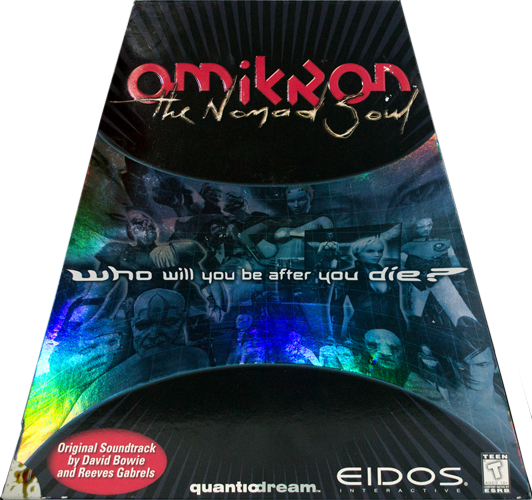 omikron
The Nomad Soul
who will you be after you die?
Original Soundtrack
by David Bowie
and Reeves Gabrels
quanticdream.
EIDOS
INTERACTIVE
TEEN
T
ESRB